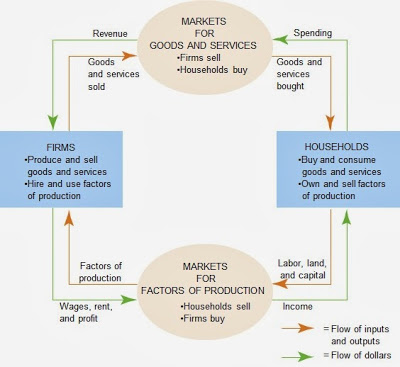 MARKETS
FOR
GOODS AND SERVICES
•Firms sell
•Households buy
Revenue
Spending
Goods
and services
sold
Goods
and
services
bought
FIRMS
•Produce and sell
goods and services
•Hire and use factors
of production
HOUSEHOLDS
•Buy and consume
goods and services
•Own and sell factors
of production
Factors of
production
Labor, land,
and capital
MARKETS
FOR
FACTORS OF PRODUCTION
•Households sell
•Firms buy
Wages, rent,
and profit
Income
= Flow of inputs
and outputs
= Flow of dollars